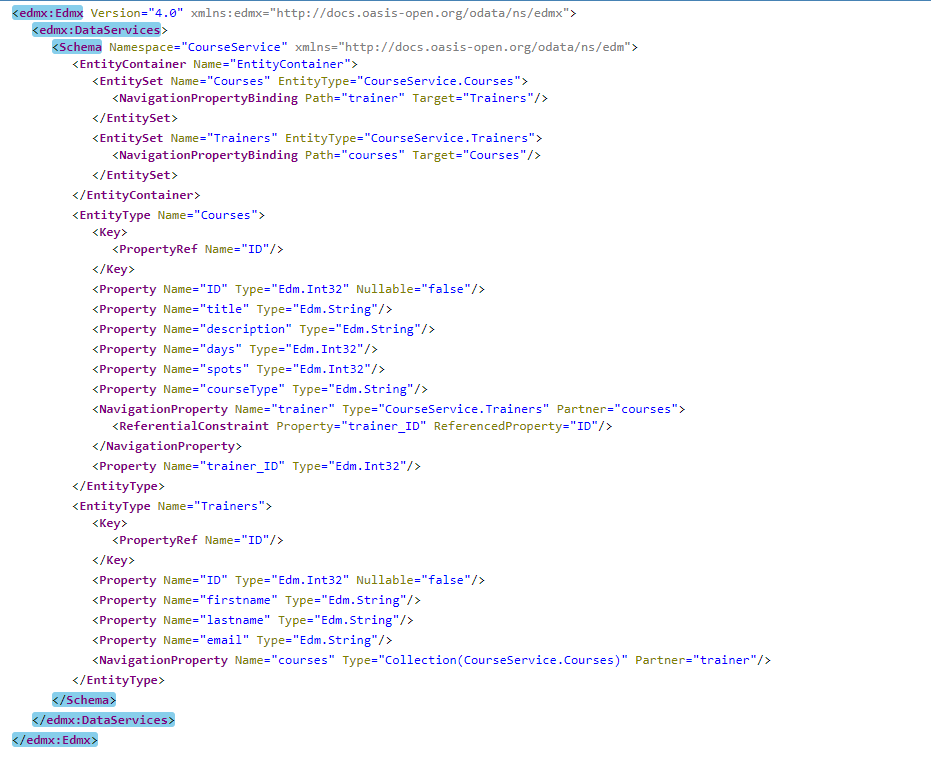 <edmx:Edmx Version="4.0" xmlns:edmx="http://docs.oasis-open.org/odata/ns/edmx">
<edmx:DataServices>
<Schema Namespace="CourseService" xmlns="http://docs.oasis-open.org/odata/ns/edm">
<EntityContainer Name="EntityContainer">
<EntitySet Name="Courses" EntityType="CourseService.Courses">
<NavigationPropertyBinding Path="trainer" Target="Trainers"/>
</EntitySet>
<EntitySet Name="Trainers" EntityType="CourseService.Trainers">
<NavigationPropertyBinding Path="courses" Target="Courses"/>
</EntitySet>
</EntityContainer>
<EntityType Name="Courses">
<Key>
<PropertyRef Name="ID"/>
</Key>
<Property Name="ID" Type="Edm.Int32" Nullable="false"/>
<Property Name="title" Type="Edm.String"/>
<Property Name="description" Type="Edm.String"/>
<Property Name="days" Type="Edm.Int32"/>
<Property Name="spots" Type="Edm.Int32"/>
<Property Name="courseType" Type="Edm.String"/>
<NavigationProperty Name="trainer" Type="CourseService.Trainers" Partner="courses">
<ReferentialConstraint Property="trainer_ID" ReferencedProperty="ID"/>
</NavigationProperty>
<Property Name="trainer_ID" Type="Edm.Int32"/>
</EntityType>
<EntityType Name="Trainers">
<Key>
<PropertyRef Name="ID"/>
</Key>
<Property Name="ID" Type="Edm.Int32" Nullable="false"/>
<Property Name="firstname" Type="Edm.String"/>
<Property Name="lastname" Type="Edm.String"/>
<Property Name="email" Type="Edm.String"/>
<NavigationProperty Name="courses" Type="Collection(CourseService.Courses)" Partner="trainer"/>
</EntityType>
</Schema>
</edmx:DataServices>
</edmx:Edmx>